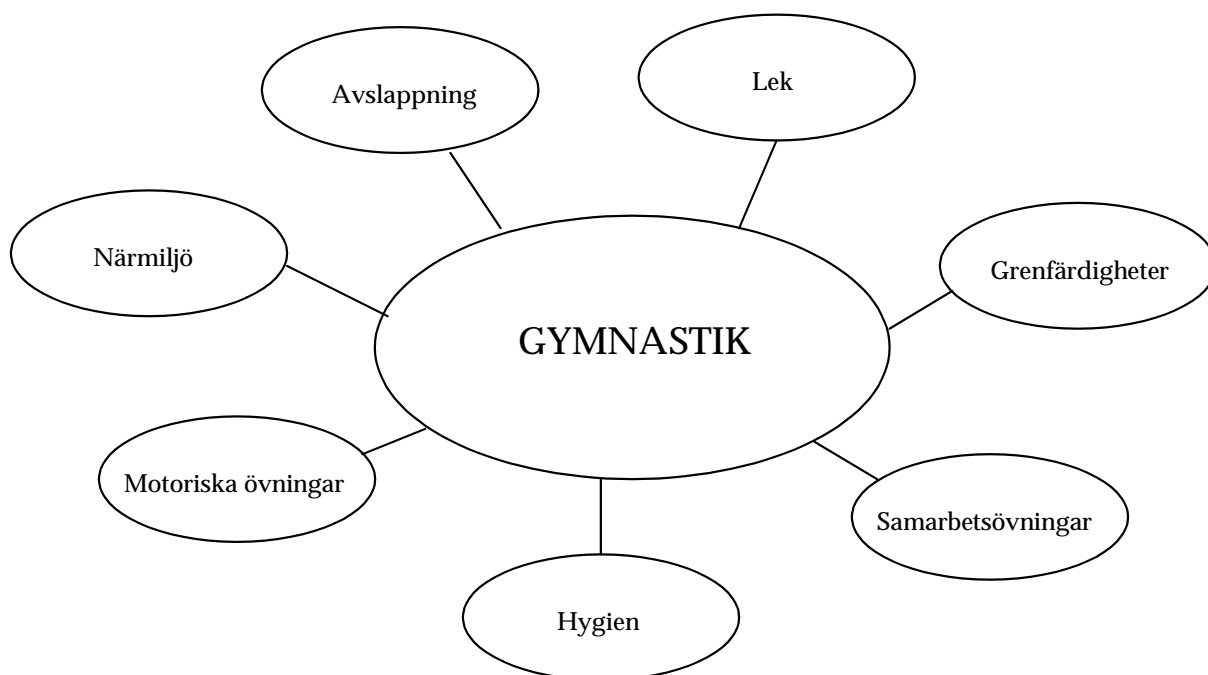 Lek
Avslappning
Närmiljö
Grenfärdigheter
GYMNASTIK
Motoriska övningar
Samarbetsövningar
Hygien